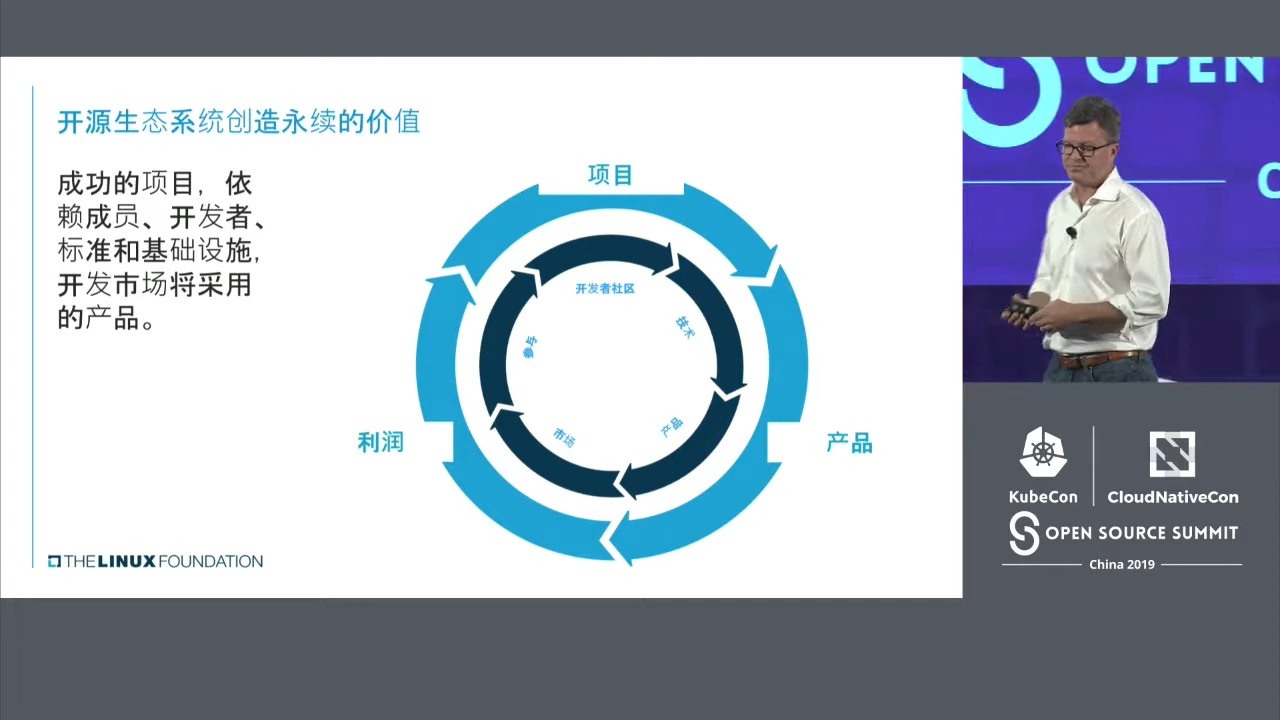 开源生态系统创造永续的价值
成功的项目，依
赖成员、开发者、
标准和基础设施,
开发市场将采用
的产品。
项目
开发者社区
技术
参与
市场
产品
利润
产品
THE LINUX FOUNDATION
OPEN
C
KubeCon
CloudNativeCon
OPEN SOURCE SUMMIT
China 2019